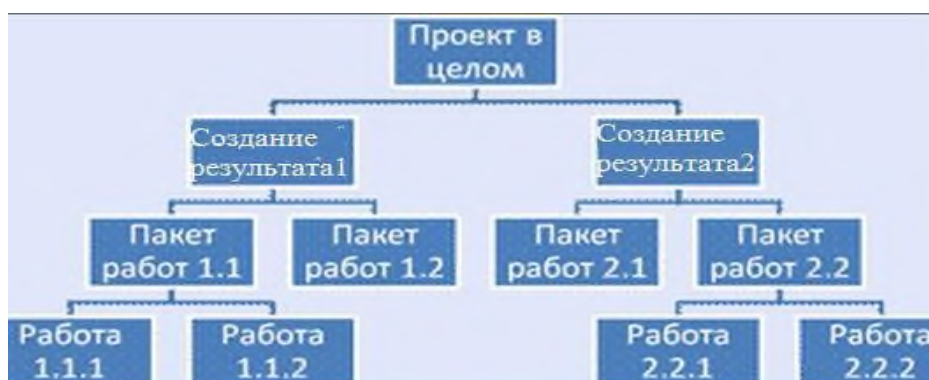 Проект в
целом
Создание
результата1
Создание
результата2
Пакет
работ 1.1
Пакет
работ 1.2
Пакет
работ 2.1
Пакет
работ 2.2
Работа
1.1.1
Работа
1.1.2
Работа
2.2.1
Работа
2.2.2